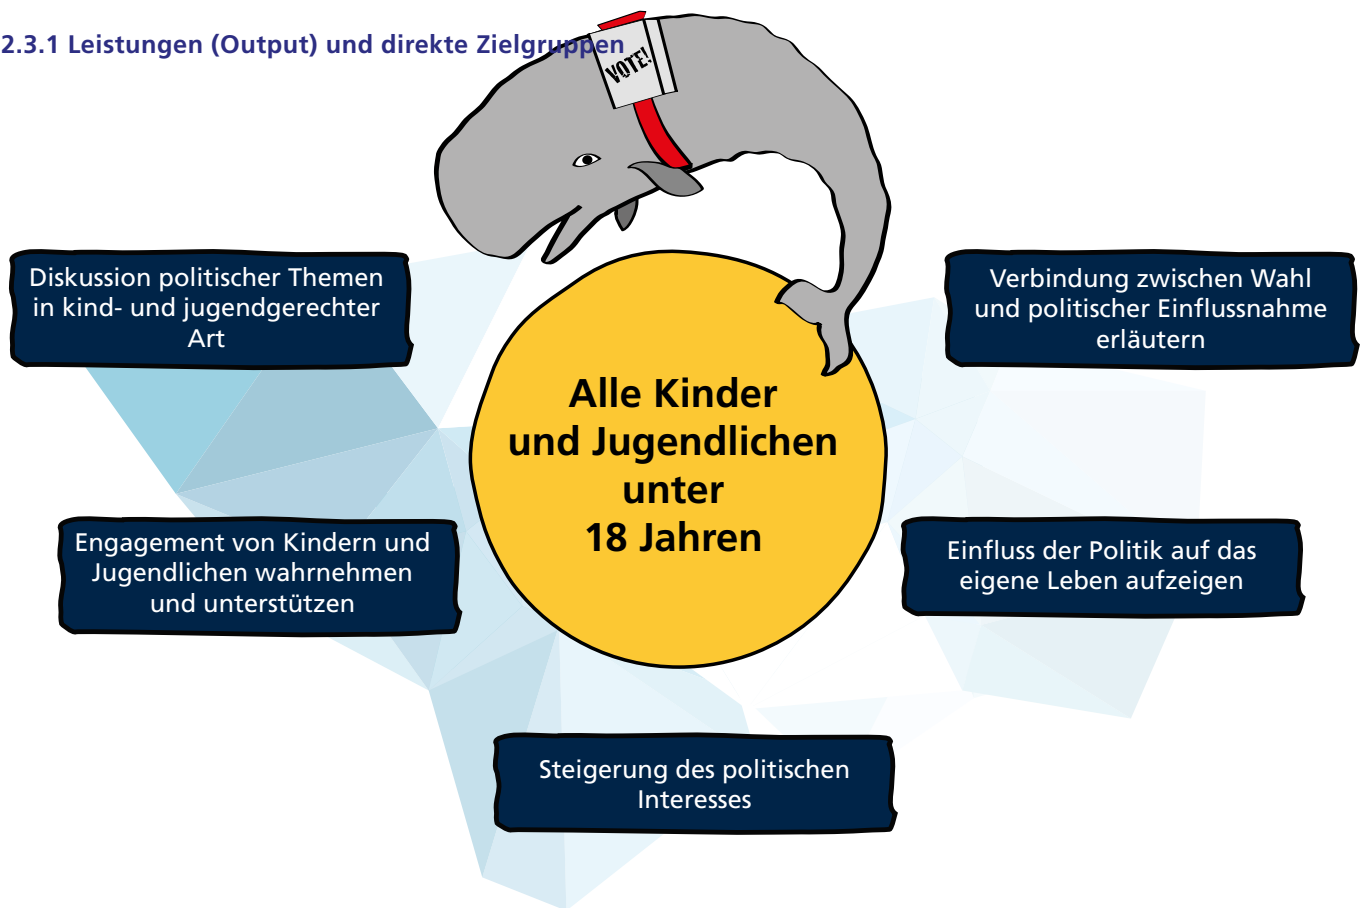 2.3.1 Leistungen (Output) und direkte Zielgruppen
VOTE!
Diskussion politischer Themen
in kind- und jugendgerechter
Art
Verbindung zwischen Wahl
und politischer Einflussnahme
erläutern
Alle Kinder
und Jugendlichen
unter
18 Jahren
Engagement von Kindern und
Jugendlichen wahrnehmen
und unterstützen
Einfluss der Politik auf das
eigene Leben aufzeigen
Steigerung des politischen
Interesses